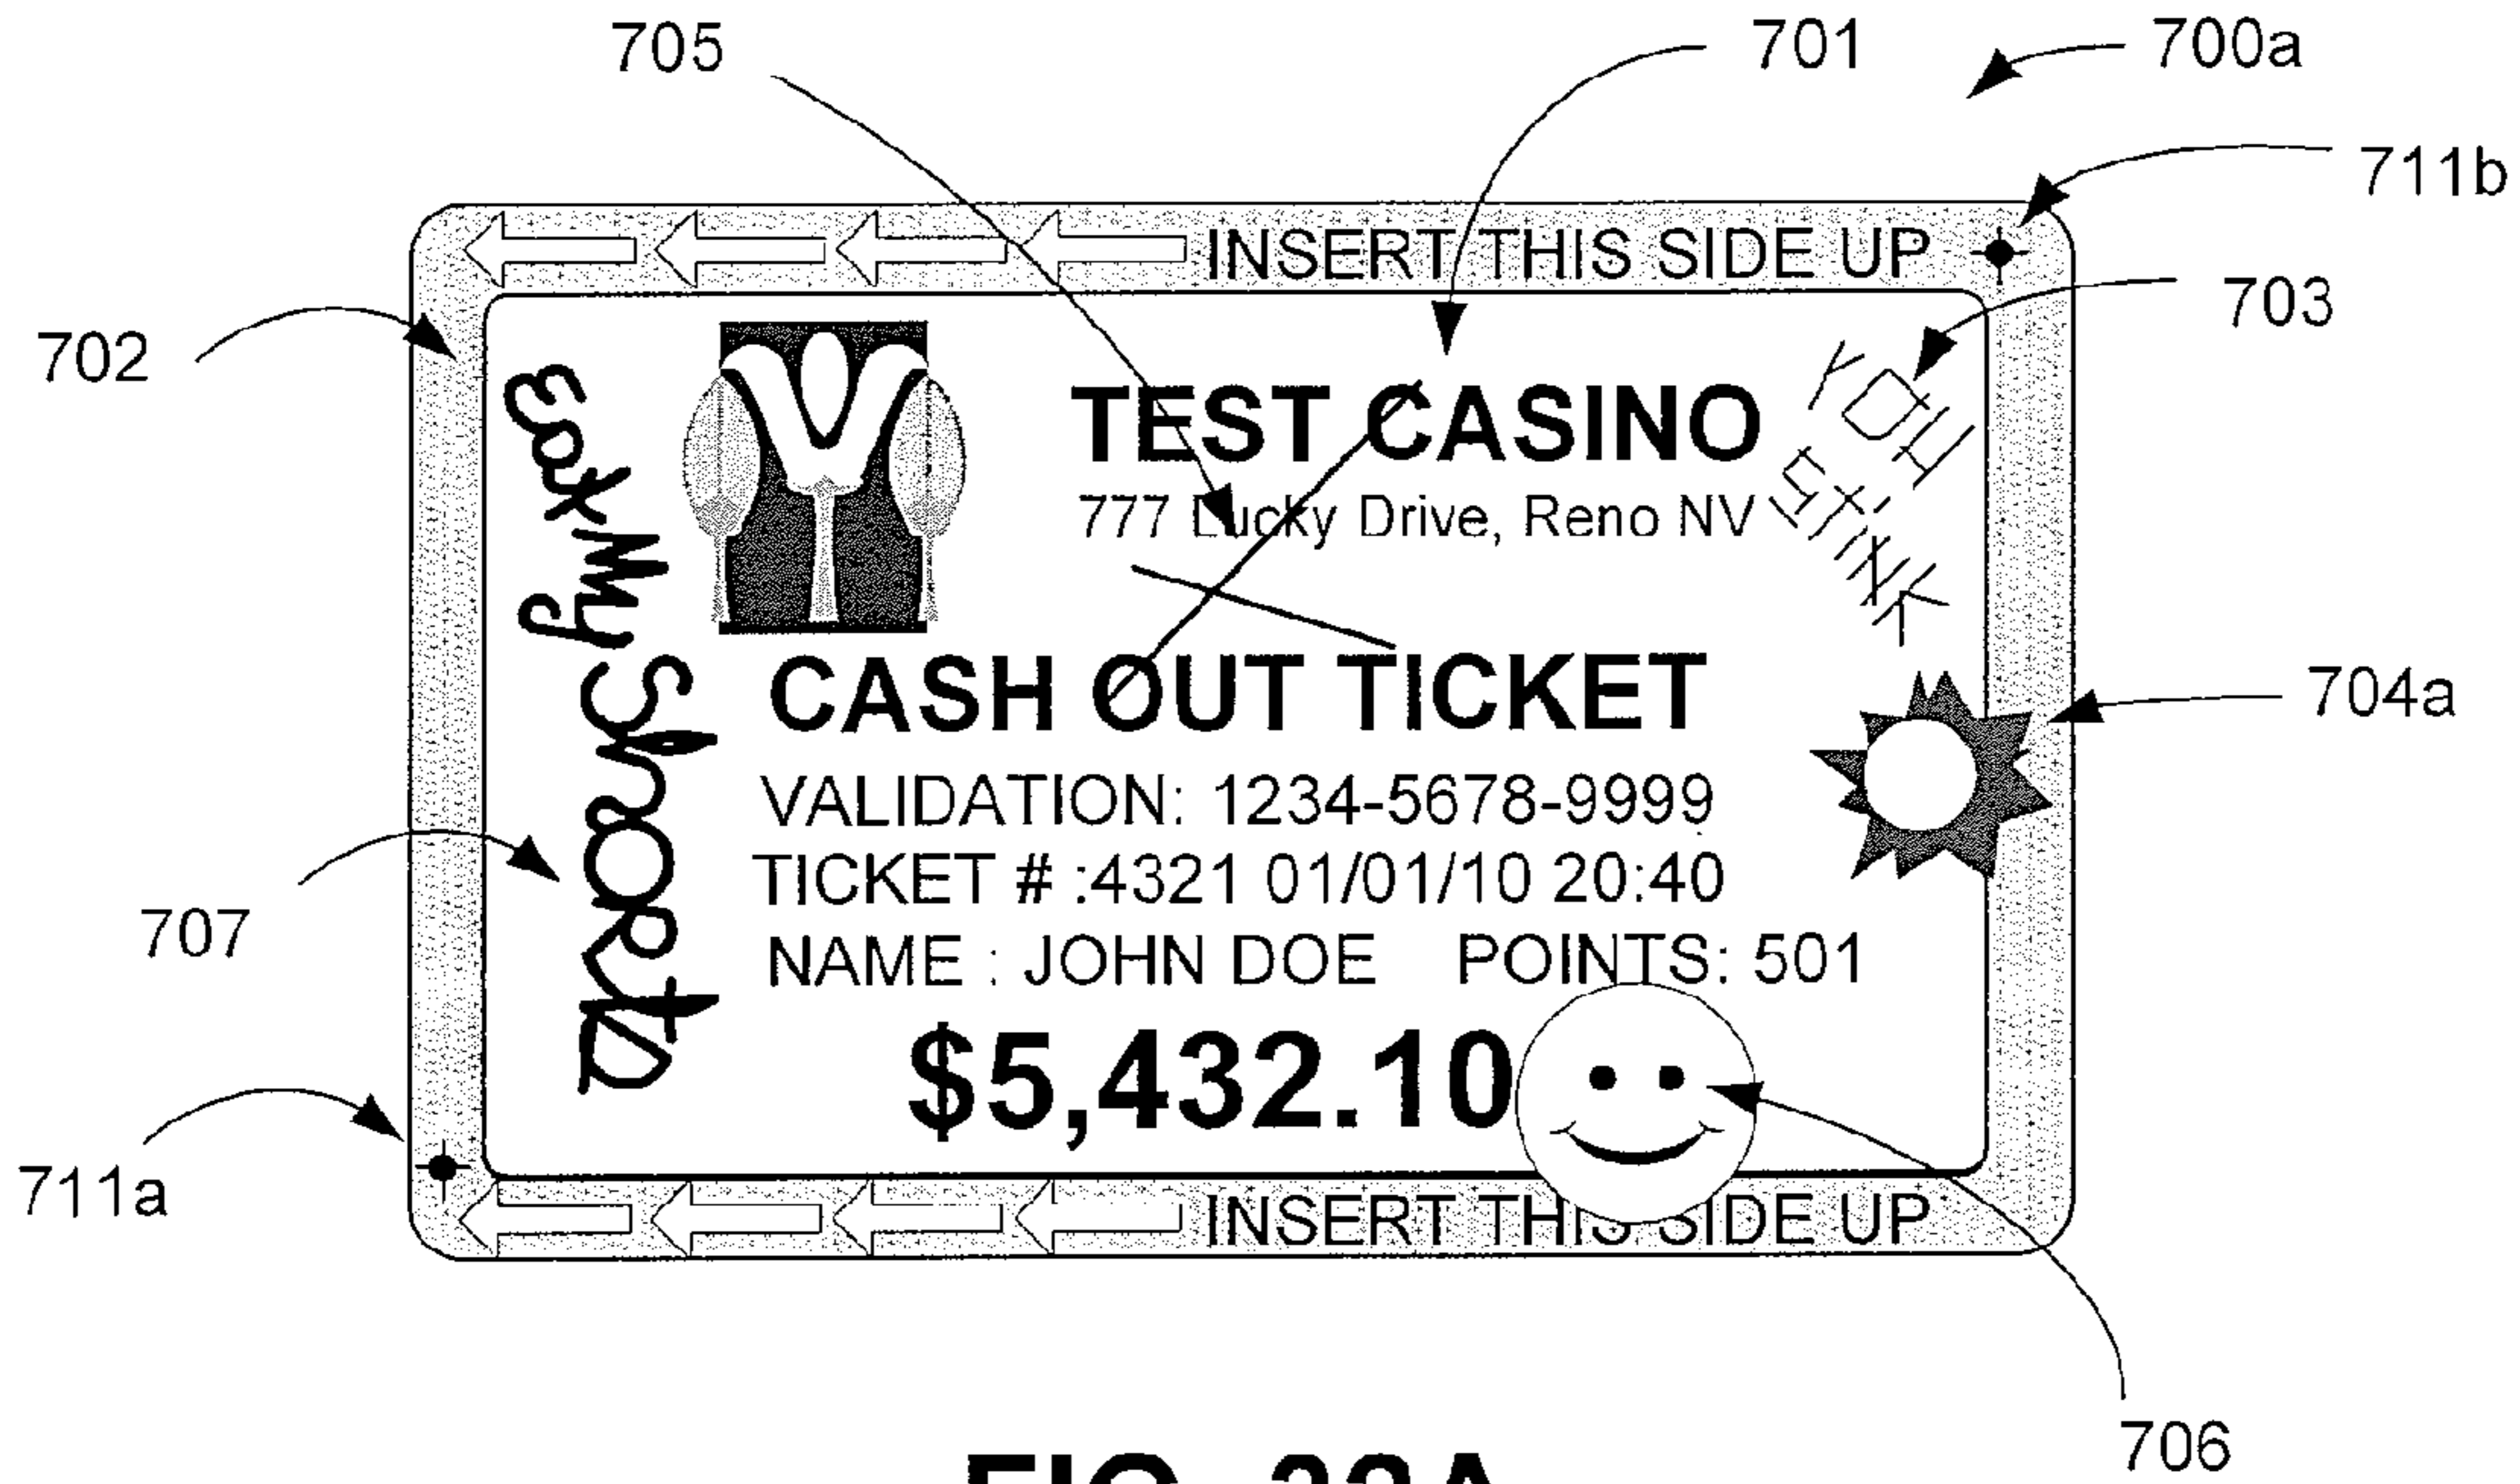 705
701
700a
711b
INSERT THIS SIDE UP
703
702
YOU
STINK
Eat My Shorts
TEST CASINO
777 Lucky Drive, Reno NV
704a
CASH OUT TICKET
VALIDATION: 1234-5678-9999
TICKET # :4321 01/01/10 20:40
707
NAME : JOHN DOE POINTS: 501
$5,432.10
711a
INSERT THIS SIDE UP
706
FIG. 22A